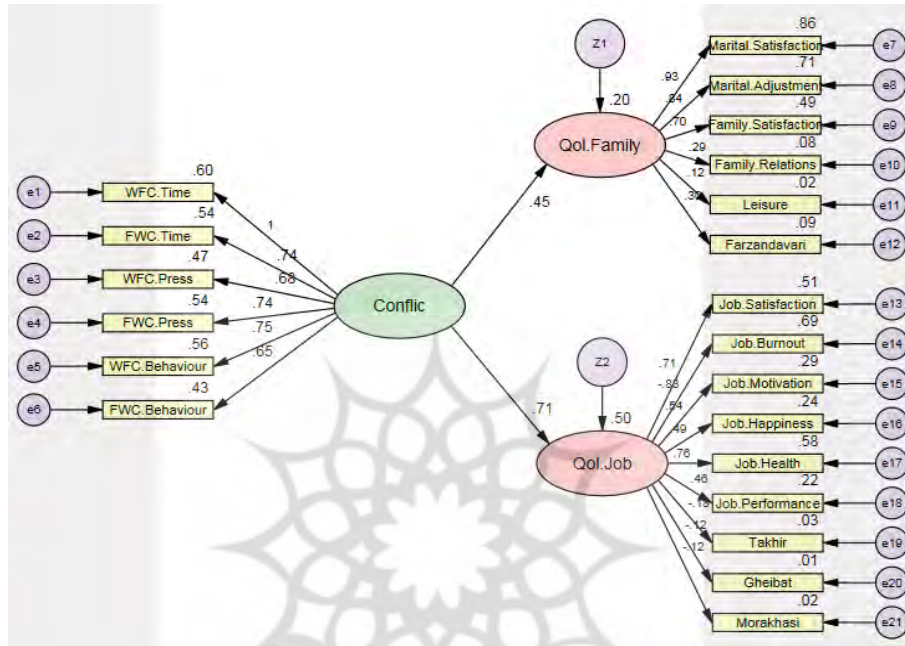 .86
Z1
Marital.Satisfaction
e7
.71
.93
.20
Marital.Adjustment
e8
.84
.49
.70
Qol.Family
Family.Satisfaction
e9
.29
.08
Family.Relations
e10
.12
.02
Leisure
e11
.09
Farzandavari
e12
.60
e1
WFC.Time
.45
.54
1
e2
FWC.Time
.74
.47
.68
e3
WFC.Press
.54
.74
e4
FWC.Press
Conflic
.56
.75
e5
WFC.Behaviour
.65
.43
e6
FWC.Behaviour
.51
Job.Satisfaction
e13
.69
.71
Job.Burnout
e14
Z2
.29
.54
Job.Motivation
e15
.71
.50
.24
.49
Job.Happiness
e16
.58
.76
Qol.Job
Job.Health
e17
.22
.46
Job.Performance
e18
.03
-.12
Takhir
e19
.01
-.12
Gheibat
e20
.02
Morakhasi
e21